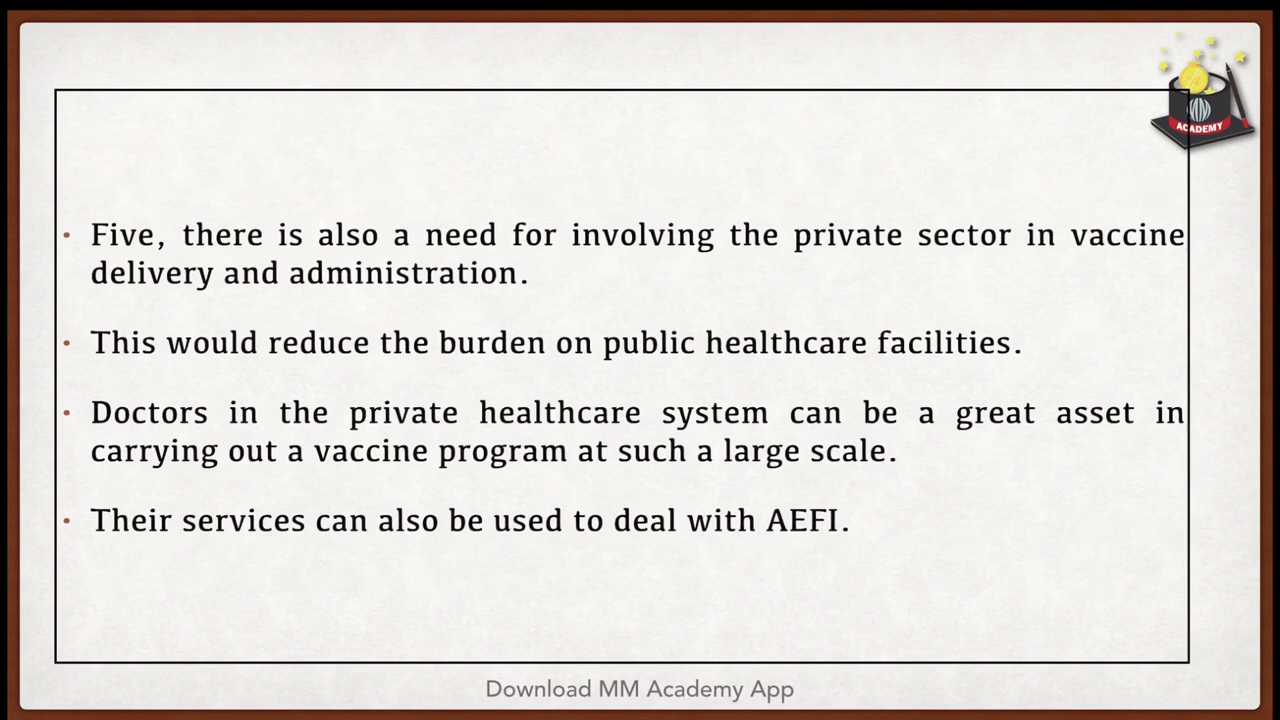 ACADEMY
• Five, there is also a need for involving the private sector in vaccine
delivery and administration.
• This would reduce the burden on public healthcare facilities.
• Doctors in the private healthcare system can be a great asset in
carrying out a vaccine program at such a large scale.
• Their services can also be used to deal with AEFI.
Download MM Academy App